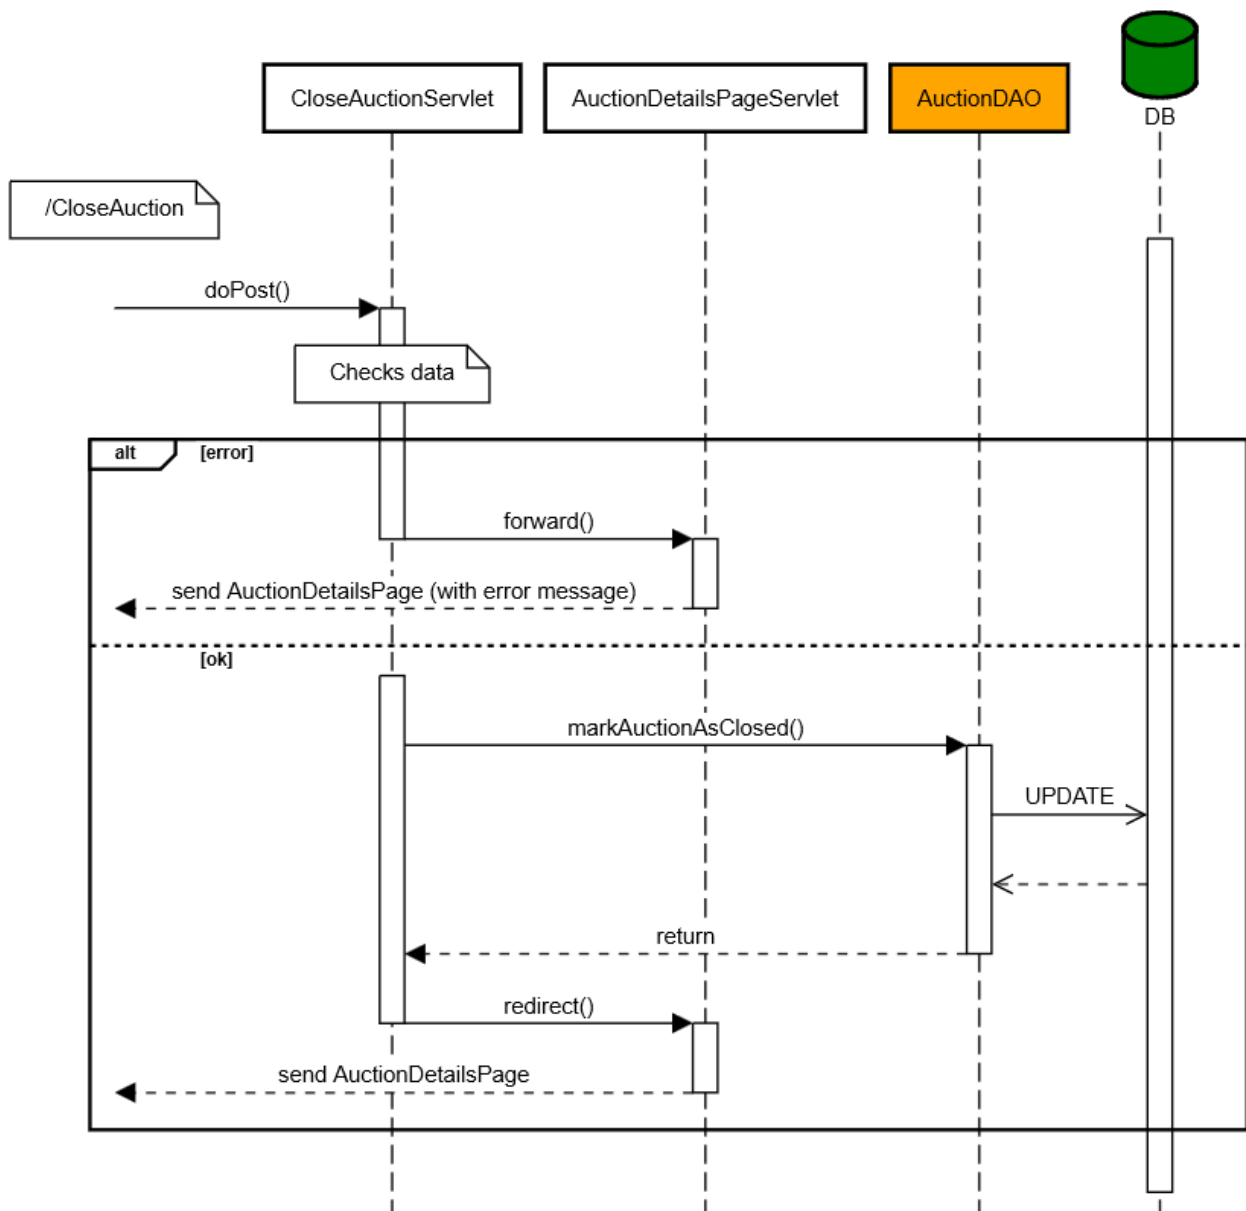 CloseAuctionServlet
AuctionDetailsPageServlet
AuctionDAO
DB
/CloseAuction
doPost()
Checks data
alt
[error]
forward()
send AuctionDetailsPage (with error message)
[ok]
markAuctionAsClosed()
UPDATE
return
redirect()
send AuctionDetailsPage